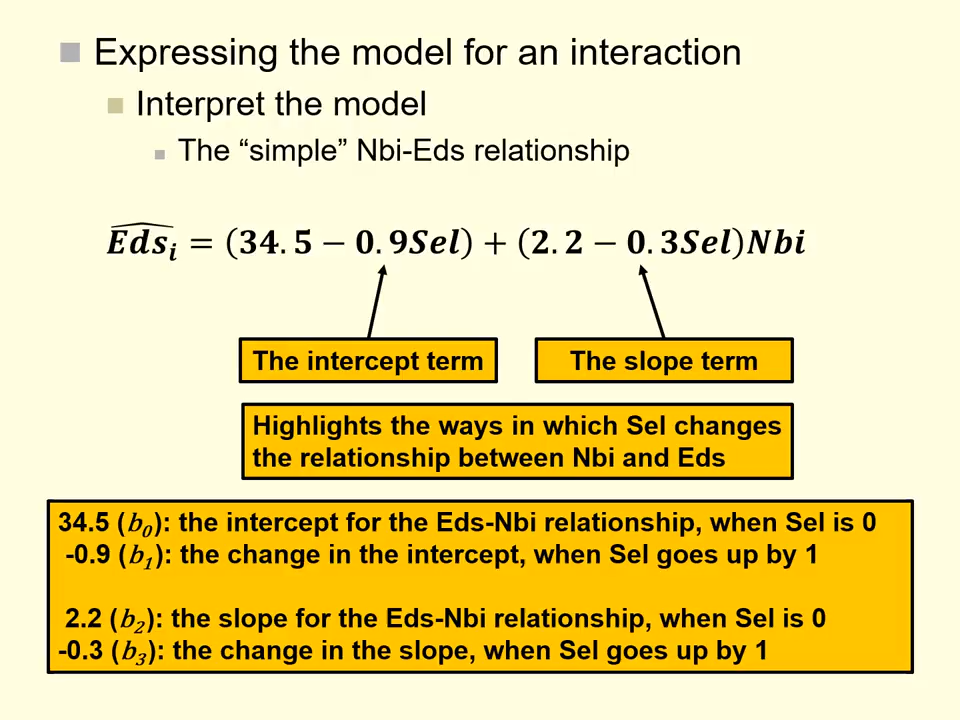 Expressing the model for an interaction
Interpret the model
The “simple” Nbi-Eds relationship
$\widehat{Eds_i} = (34.5 - 0.9Sel) + (2.2 - 0.3Sel)Nbi$
The intercept term
The slope term
Highlights the ways in which Sel changes
the relationship between Nbi and Eds
34.5 (b₀): the intercept for the Eds-Nbi relationship, when Sel is 0
-0.9 (b₁): the change in the intercept, when Sel goes up by 1
2.2 (b₂): the slope for the Eds-Nbi relationship, when Sel is 0
-0.3 (b₃): the change in the slope, when Sel goes up by 1